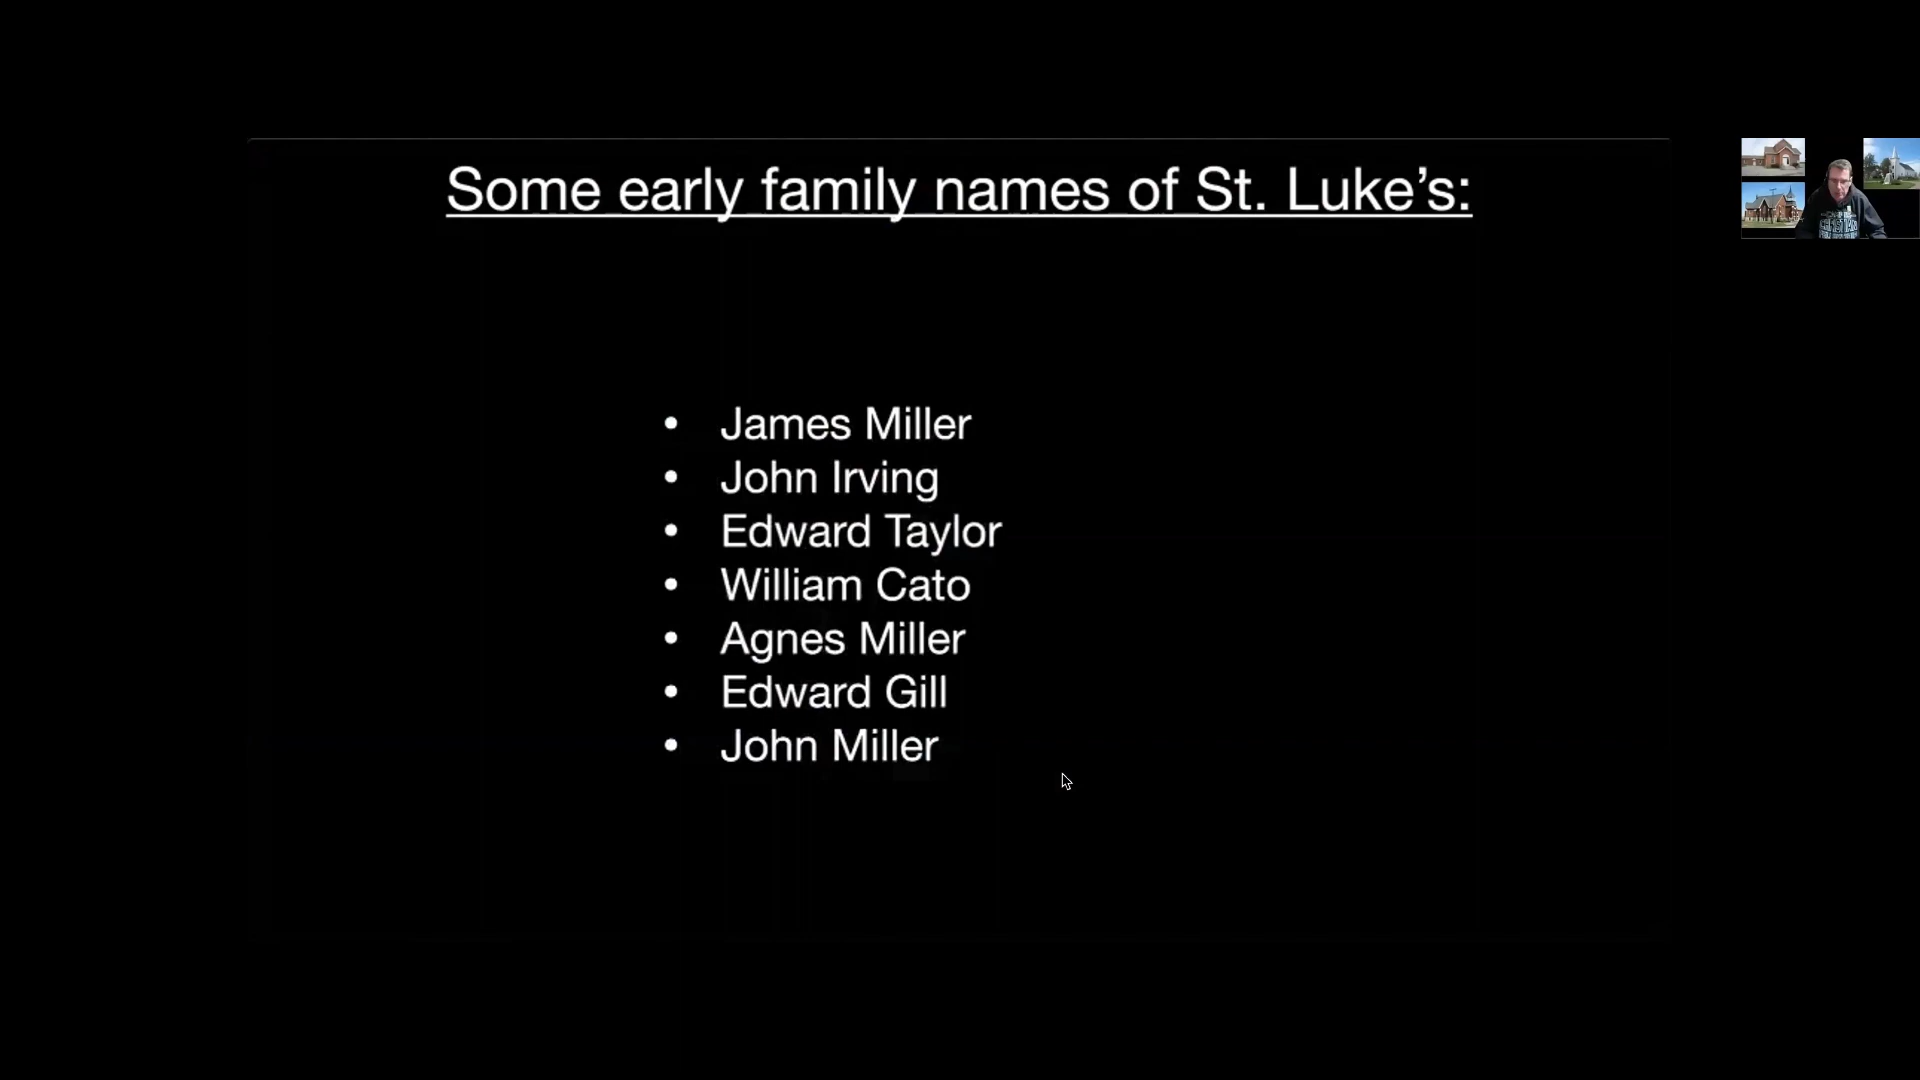 Some early family names of St. Luke's:
• James Miller
• John Irving
• Edward Taylor
• William Cato
• Agnes Miller
• Edward Gill
• John Miller
CHRISTIAN